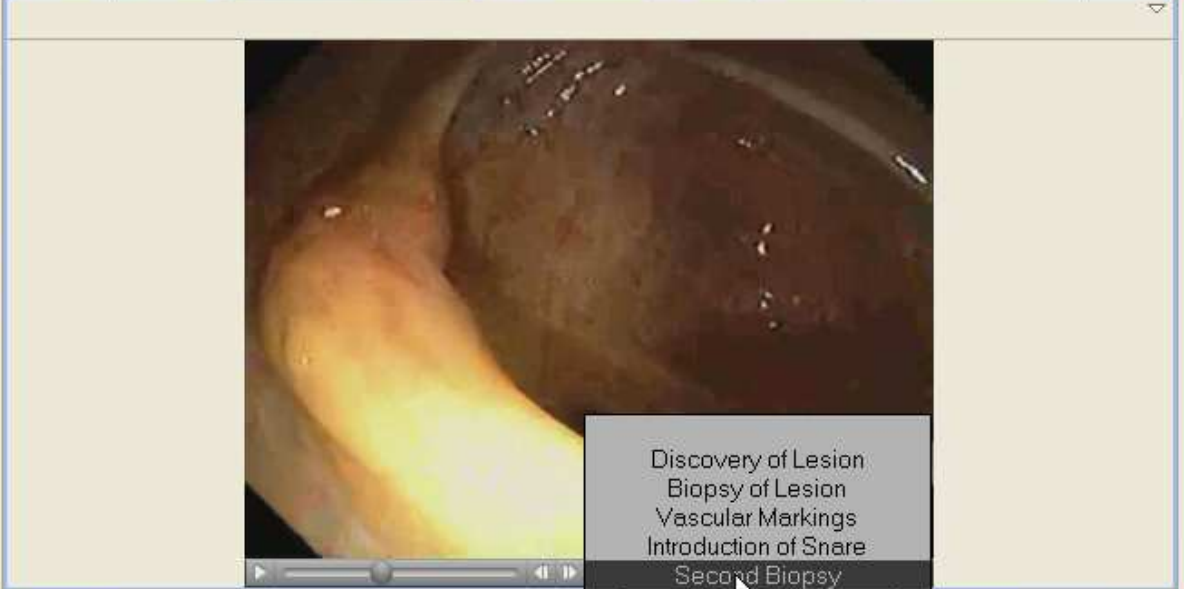 Discovery of Lesion
Biopsy of Lesion
Vascular Markings
Introduction of Snare
Second Biopsy